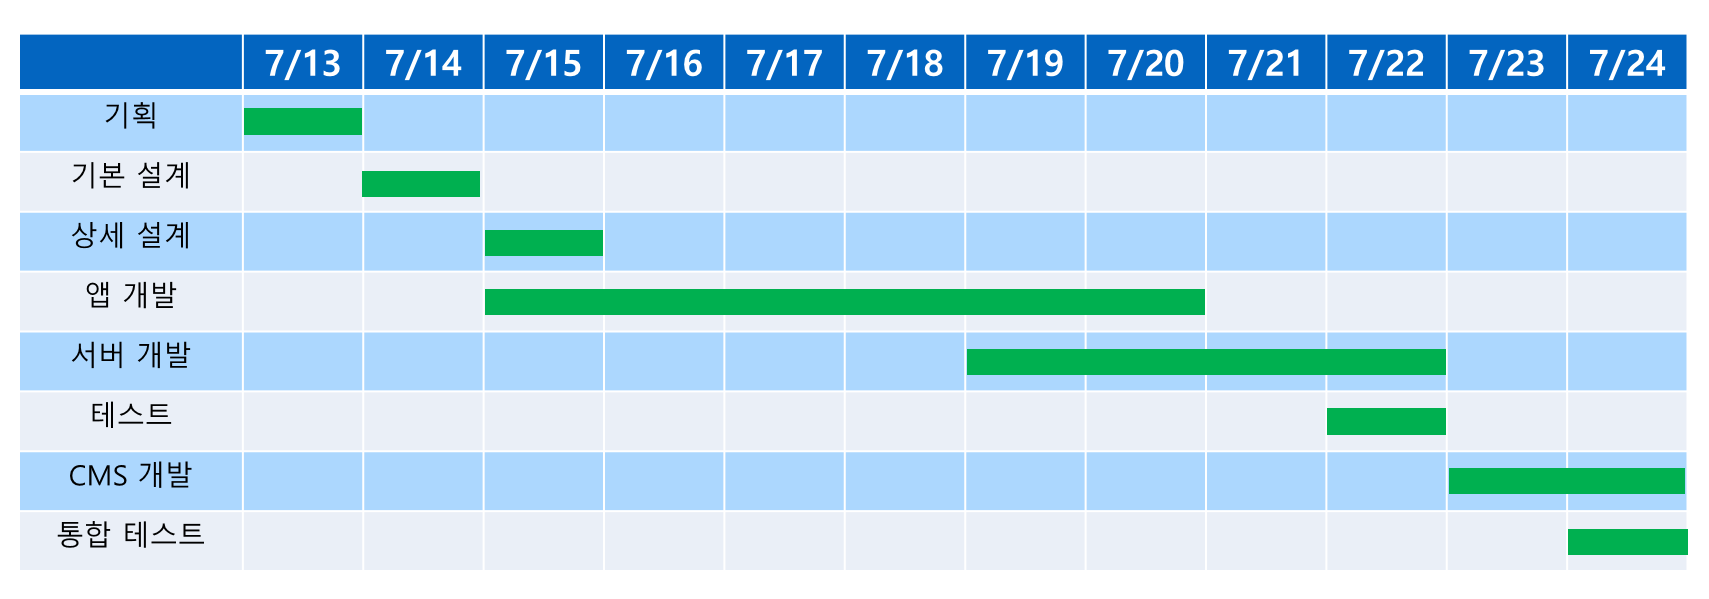 7/13 7/14 7/15 7/16 7/17 7/18 7/19 7/20 7/21 7/22 7/23 7/24
기획
기본 설계
상세 설계
앱 개발
서버 개발
테스트
CMS 개발
통합 테스트